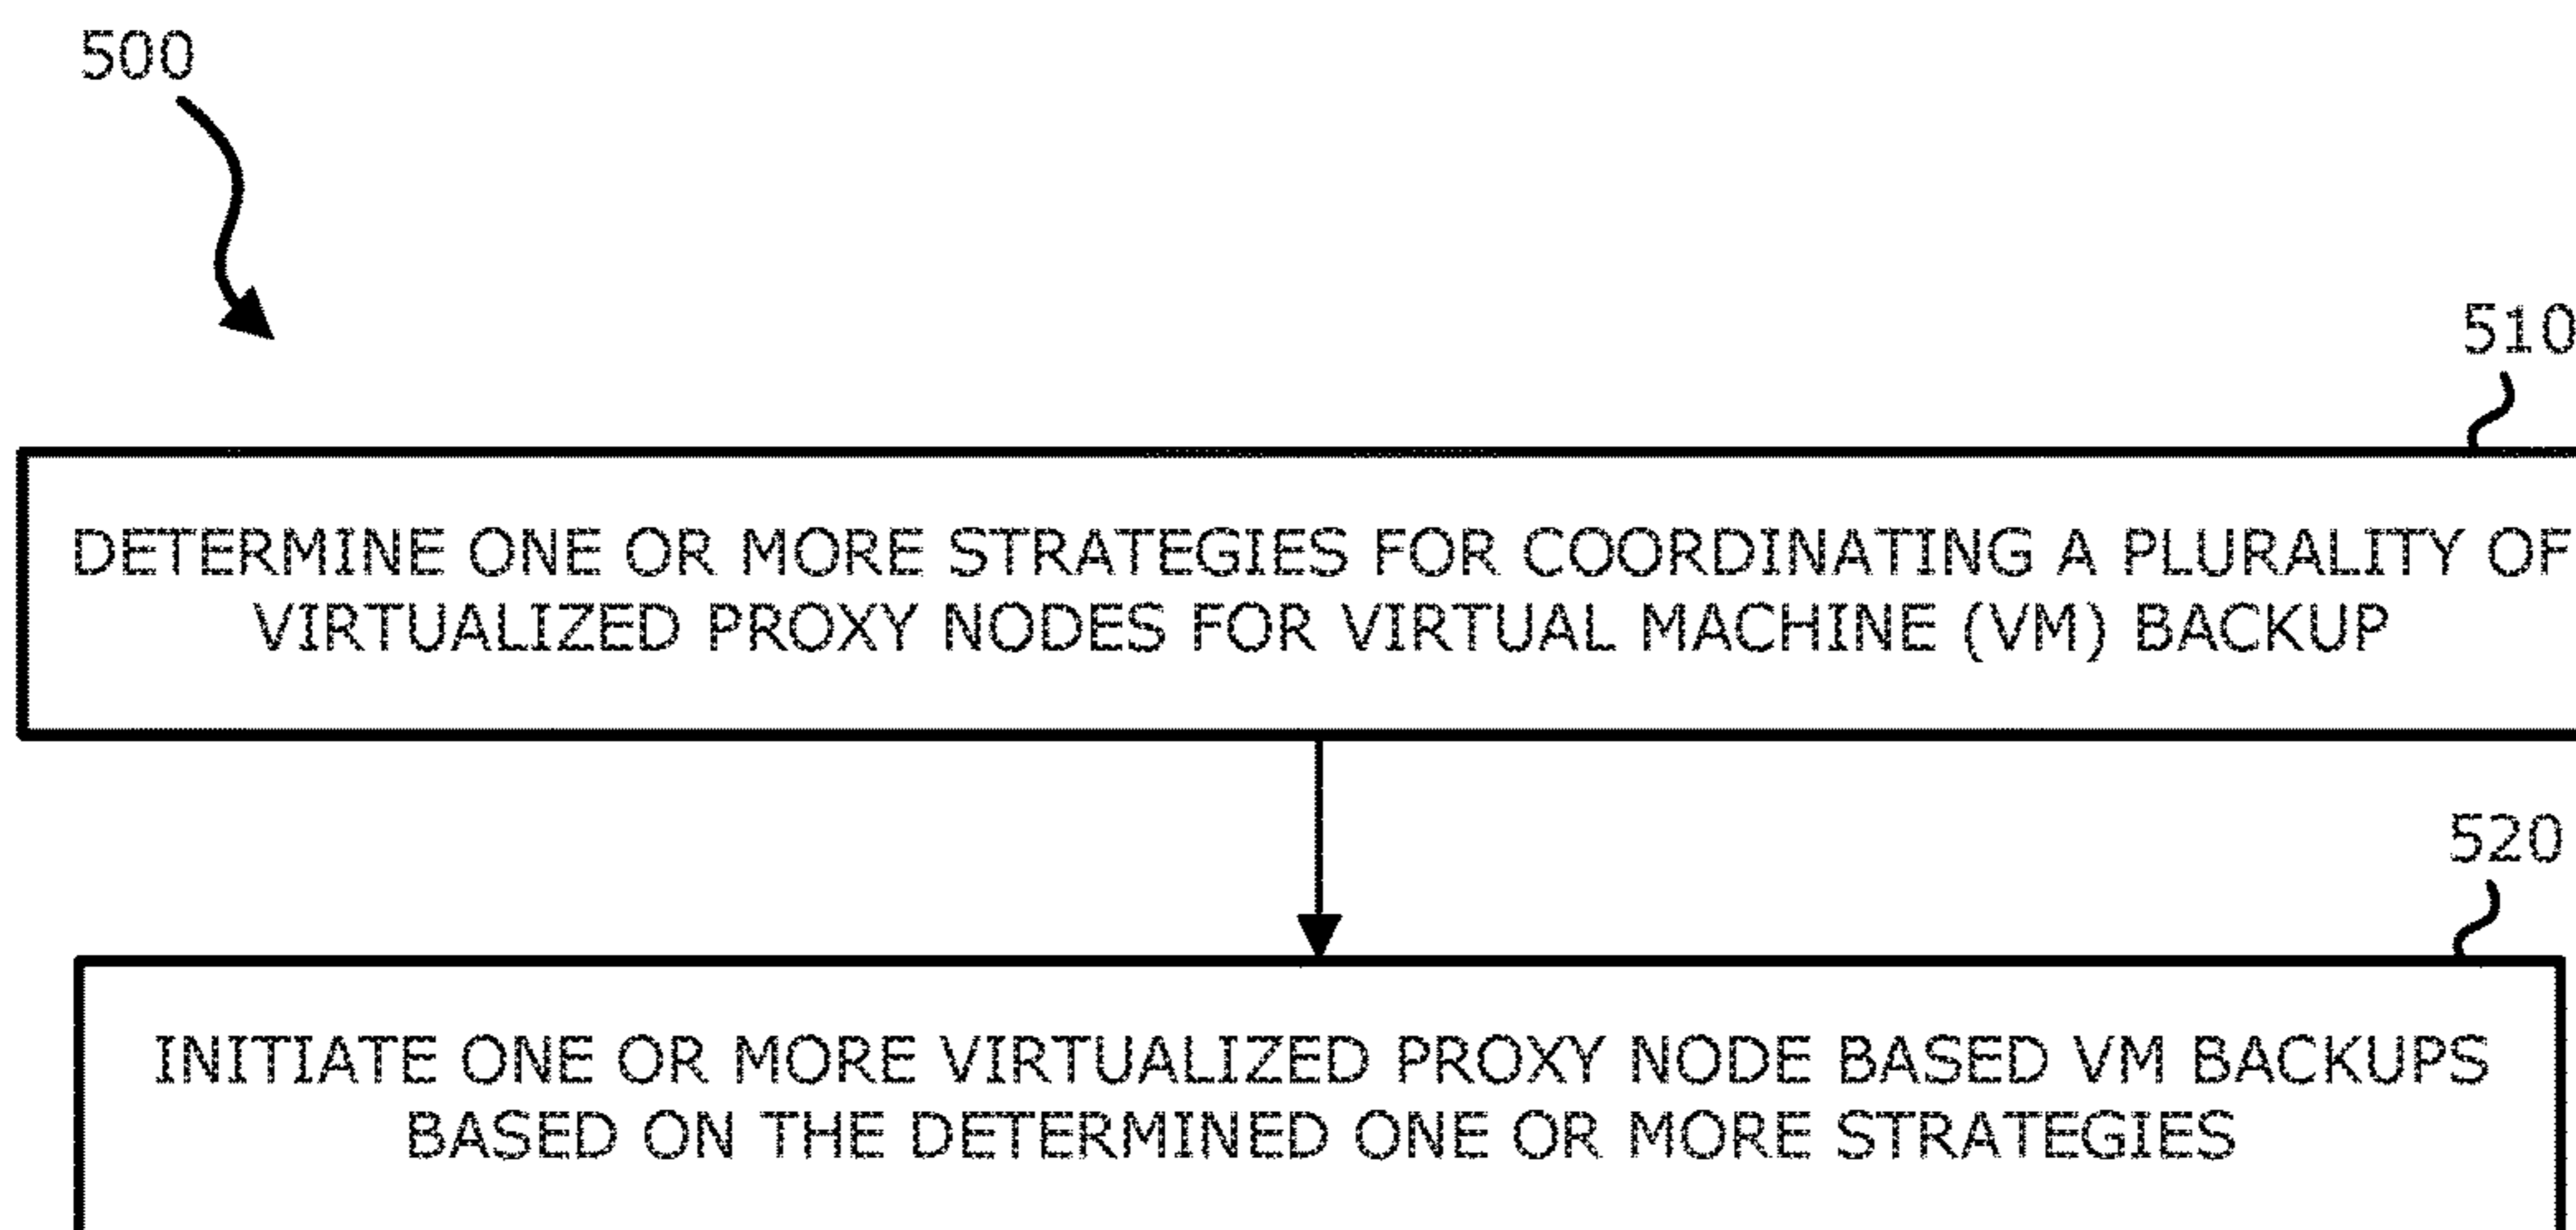 500
510
DETERMINE ONE OR MORE STRATEGIES FOR COORDINATING A PLURALITY OF
VIRTUALIZED PROXY NODES FOR VIRTUAL MACHINE (VM) BACKUP
520
INITIATE ONE OR MORE VIRTUALIZED PROXY NODE BASED VM BACKUPS
BASED ON THE DETERMINED ONE OR MORE STRATEGIES